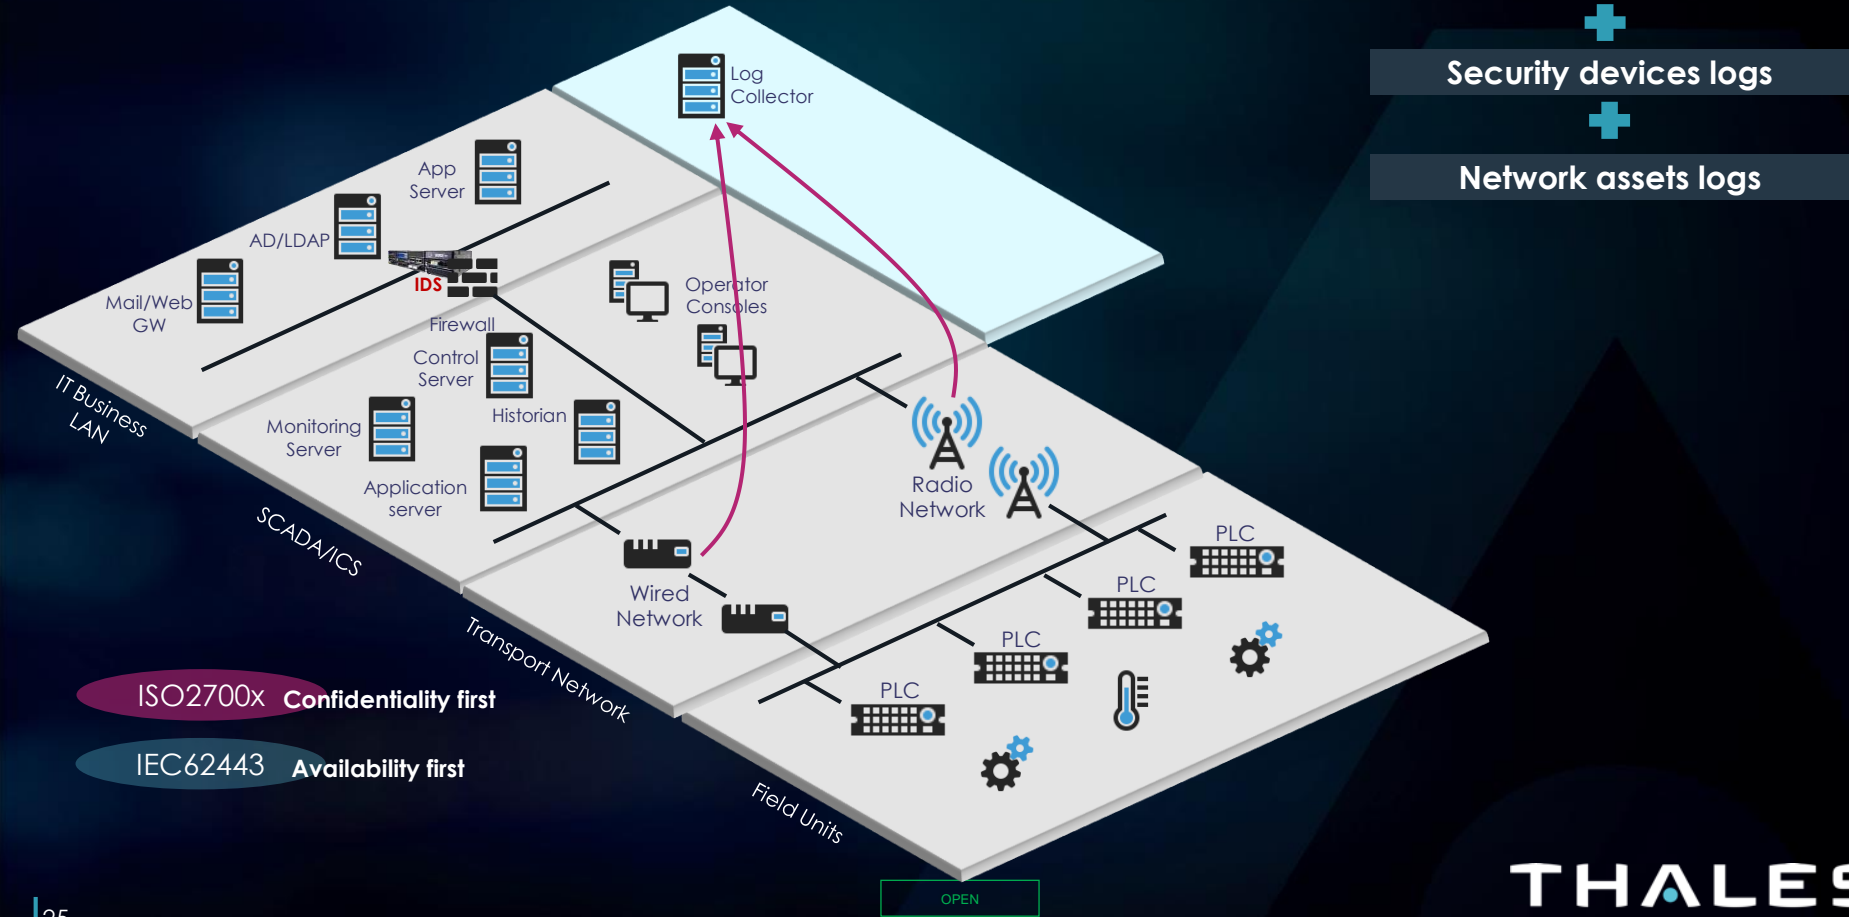 Security devices logs
Network assets logs
Log
Collector
App
Server
AD/LDAP
Mail/Web
GW
IDS
Firewall
Operator
Consoles
Control
Server
Historian
Monitoring
Server
Application
server
Radio
Network
Wired
Network
PLC
PLC
PLC
PLC
IT Business
LAN
SCADA/ICS
Transport Network
Field Units
ISO2700x Confidentiality first
IEC62443 Availability first
OPEN
THALES
25